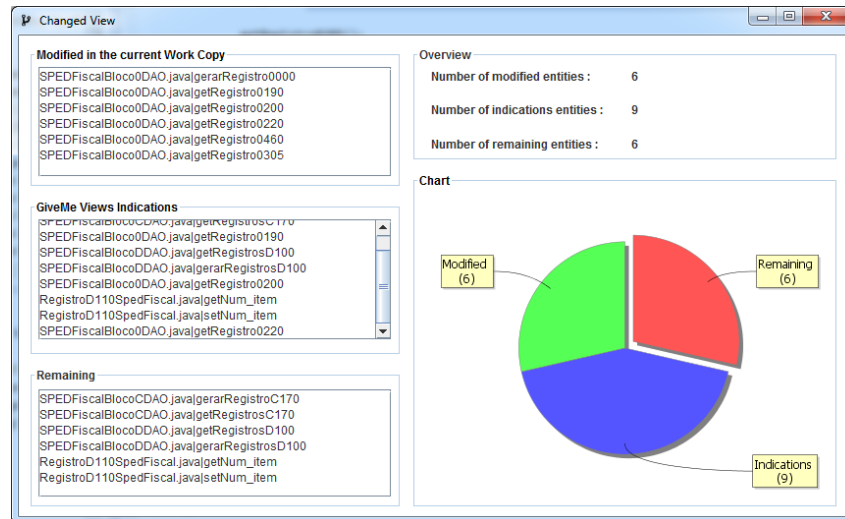 Changed View
Modified in the current Work Copy
SPEDFiscalBloco0DAO.java|gerarRegistro0000
SPEDFiscalBloco0DAO.java|getRegistro0190
SPEDFiscalBloco0DAO.java|getRegistro0200
SPEDFiscalBloco0DAO.java|getRegistro0220
SPEDFiscalBloco0DAO.java|getRegistro0460
SPEDFiscalBloco0DAO.java|getRegistro0305
GiveMe Views Indications
SPEDFiscalBlocoCDAO.java|getRegistrosC170
SPEDFiscalBloco0DAO.java|getRegistro0190
SPEDFiscalBlocoDDAO.java|getRegistrosD100
SPEDFiscalBlocoDDAO.java|gerarRegistrosD100
SPEDFiscalBloco0DAO.java|getRegistro0200
RegistroD110SpedFiscal.java|getNum_item
RegistroD110SpedFiscal.java|setNum_item
SPEDFiscalBloco0DAO.java|getRegistro0220
Remaining
SPEDFiscalBlocoCDAO.java|gerarRegistroC170
SPEDFiscalBlocoCDAO.java|getRegistrosC170
SPEDFiscalBlocoDDAO.java|getRegistrosD100
SPEDFiscalBlocoDDAO.java|gerarRegistrosD100
RegistroD110SpedFiscal.java|getNum_item
RegistroD110SpedFiscal.java|setNum_item
Overview
Number of modified entities : 6
Number of indications entities : 9
Number of remaining entities : 6
Chart
Modified
(6)
Remaining
(6)
Indications
(9)